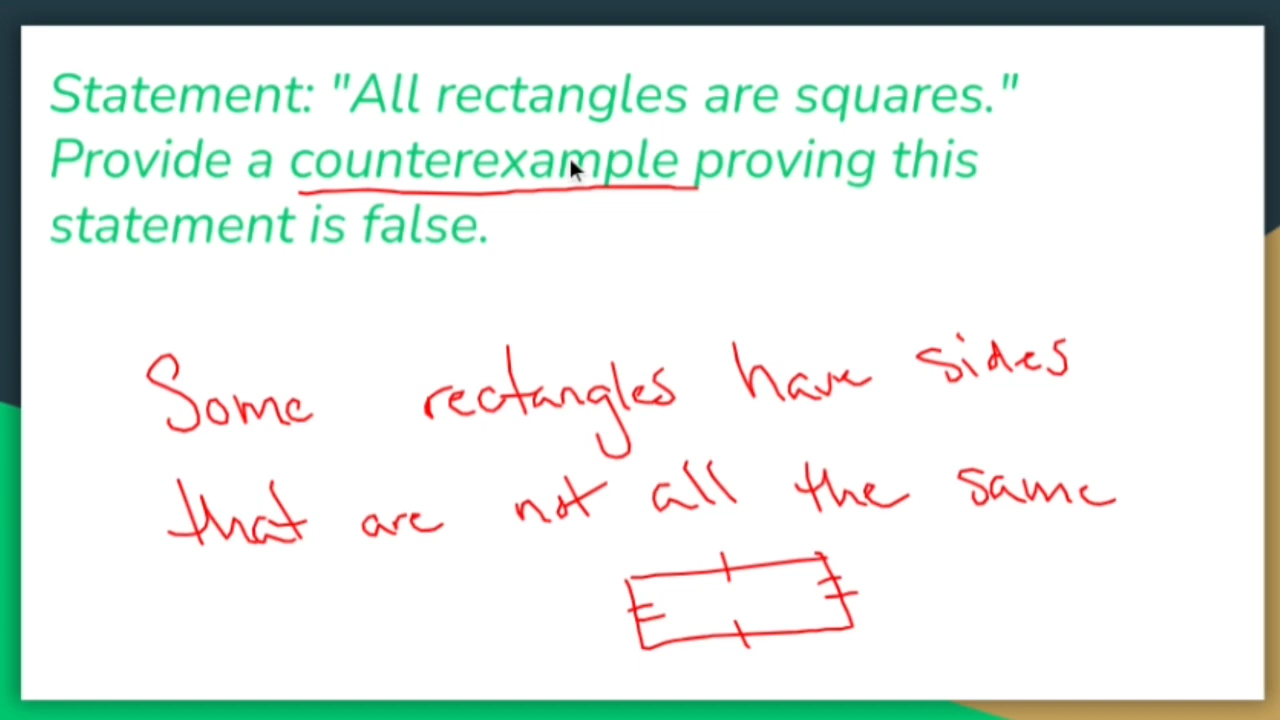 Statement: "All rectangles are squares."
Provide a counterexample proving this
statement is false.
Some rectangles have sides
that are not all the same